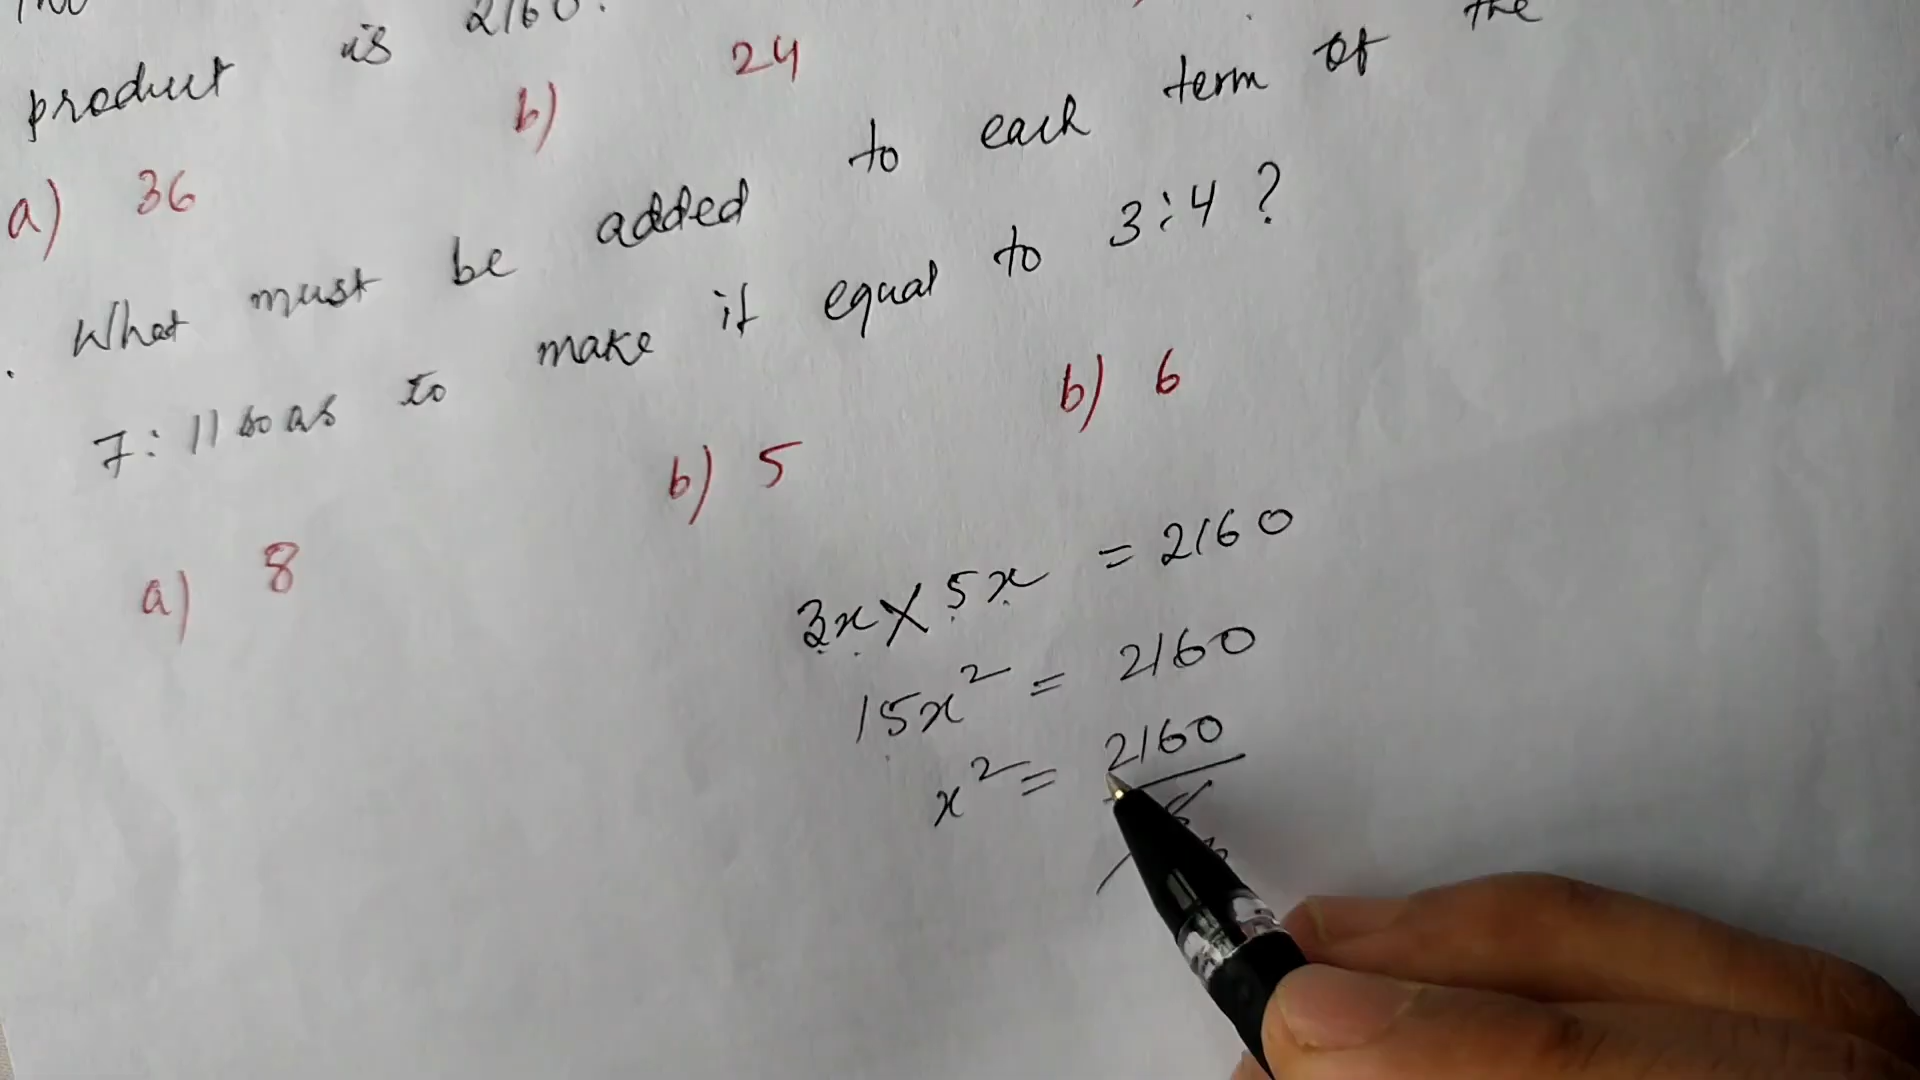 product is 2160.
a) 36 b) 24
What must be added to each term of the
7:11 so as to make it equal to 3:4 ?
a) 8 b) 5 b) 6
3x × 5x = 2160
15x² = 2160
x² = 2160